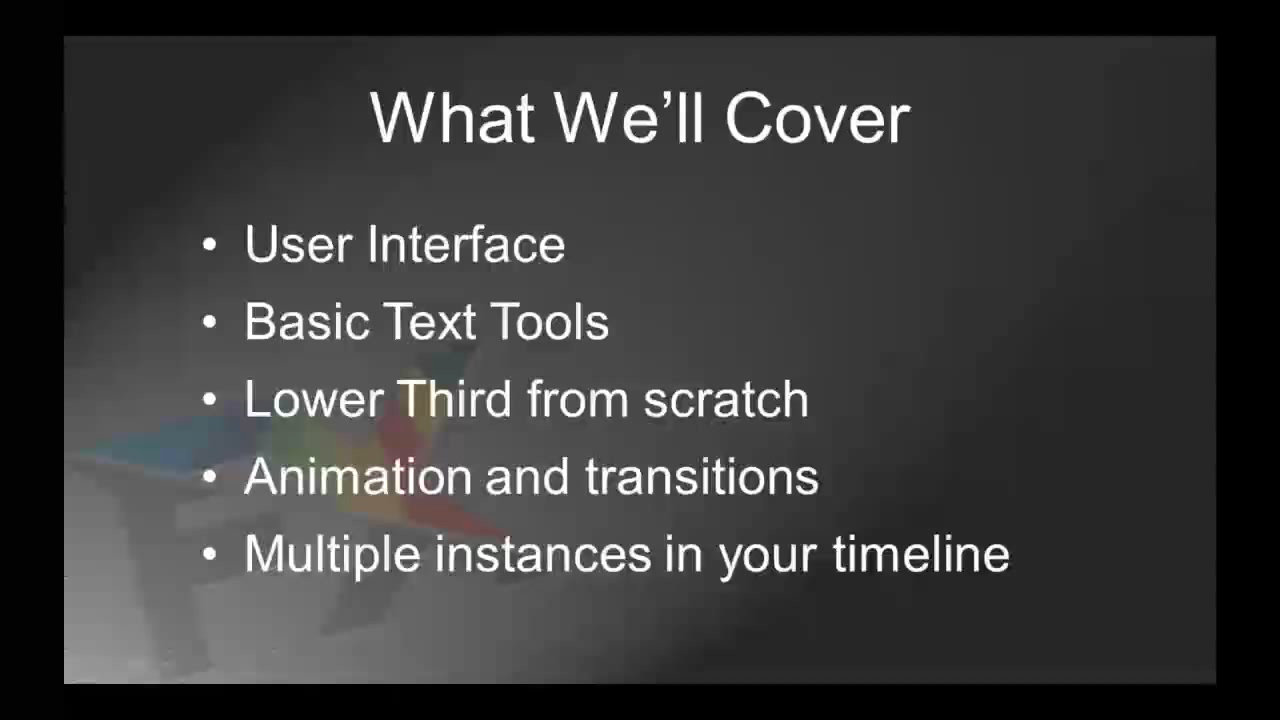 What We’ll Cover
• User Interface
• Basic Text Tools
• Lower Third from scratch
• Animation and transitions
• Multiple instances in your timeline